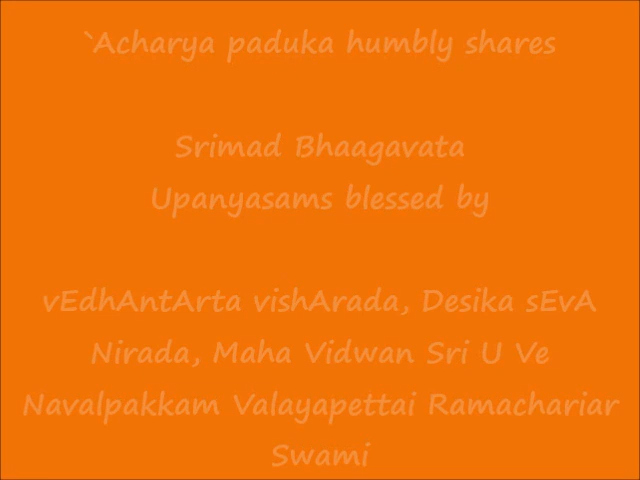 `Acharya paduka humbly shares
Srimad Bhaagavata
Upanyasams blessed by
vEdhAntArta vishArada, Desika sEvA
Nirada, Maha Vidwan Sri U Ve
Navalpakkam Valayapettai Ramachariar
Swami